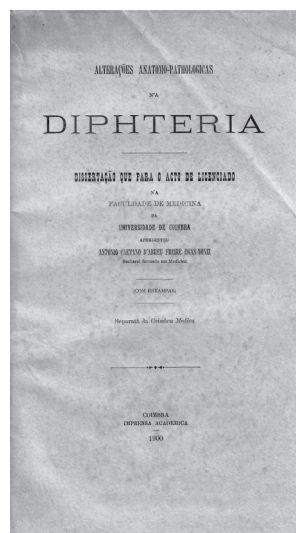 ALTERAÇÕES ANATOMO-PATHOLOGICAS
NA
DIPHTERIA
DISSERTAÇÃO QUE PARA O ACTO DE LICENCIADO
NA
FACULDADE DE MEDICINA
DA
UNIVERSIDADE DE COIMBRA
APRESENTOU
ANTONIO CAETANO D'ABREU FREIRE EGAS-MONIZ
Bacharel formado em Medicina
(COM ESTAMPAS)
Separata da Coimbra Medica
COIMBRA
IMPRENSA ACADEMICA
1900